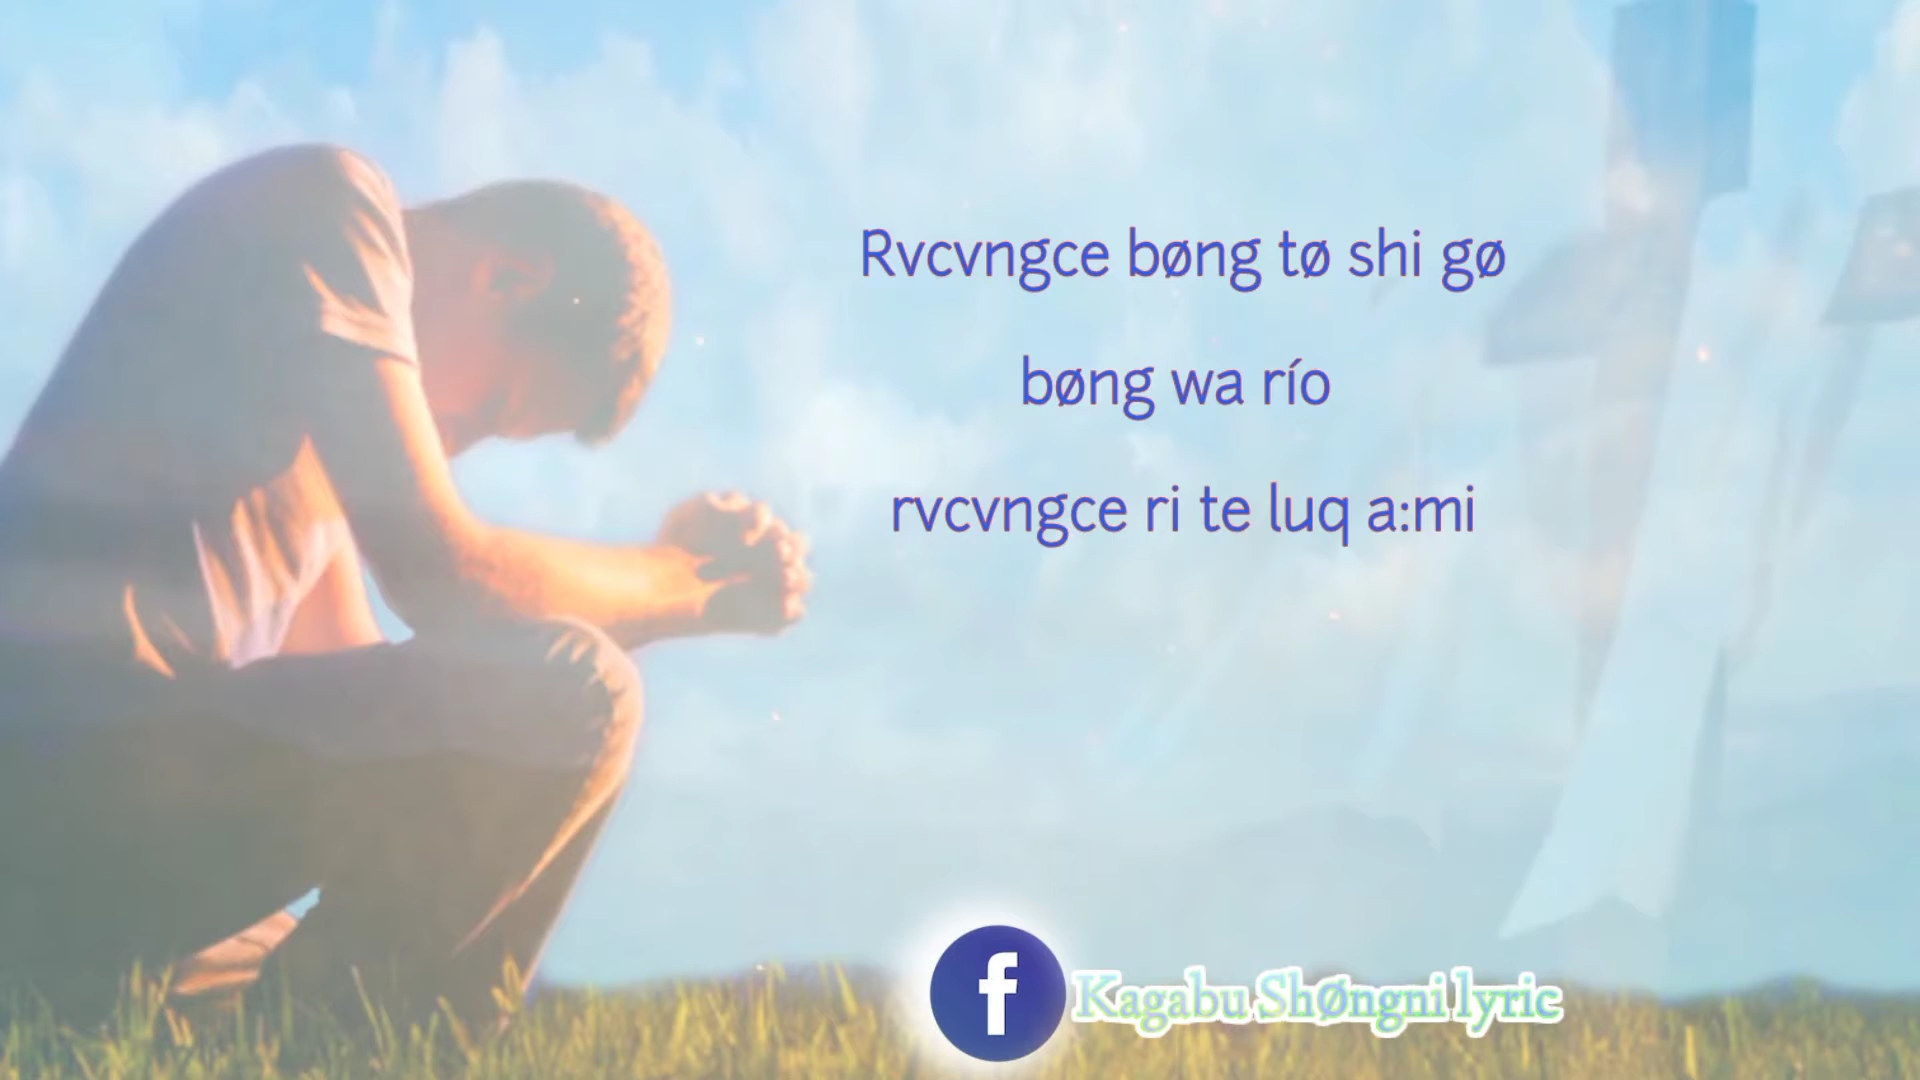 Rvcvngce bøng tø shi gø
bøng wa río
rvcvngce ri te luq a:mi
f Kagabu Shøngni lyric